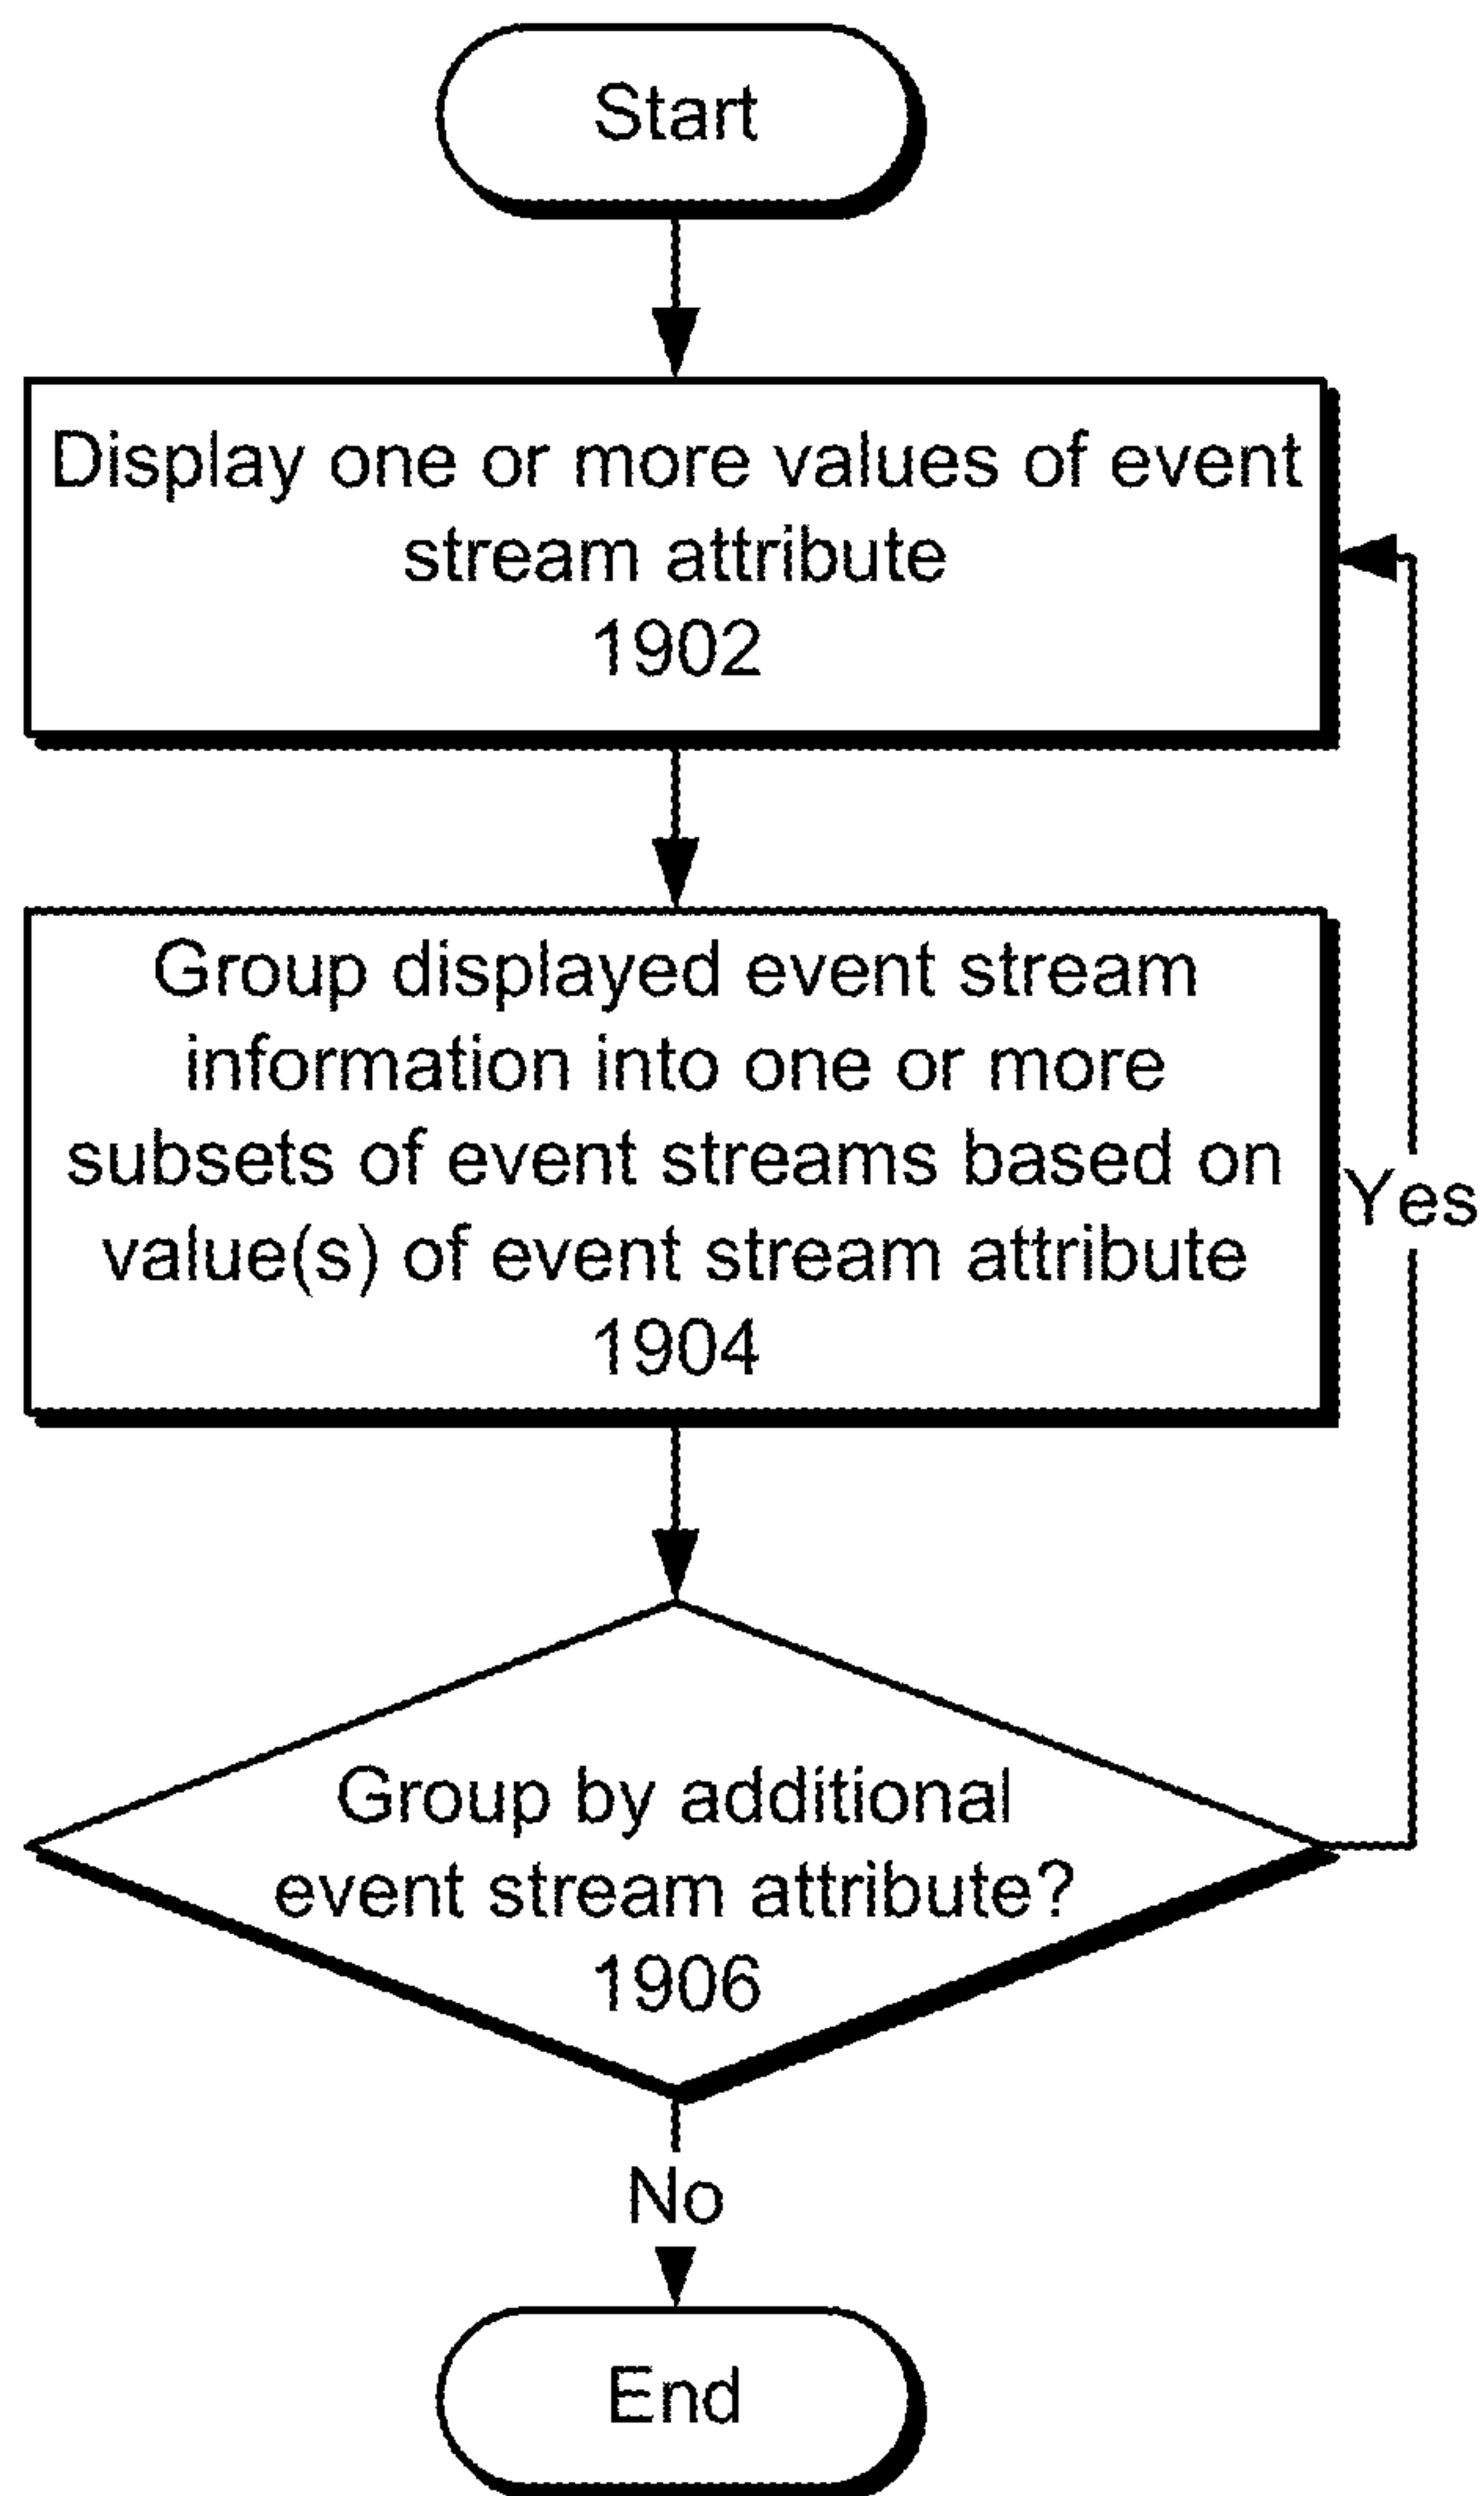 Start
Display one or more values of event
stream attribute
1902
Group displayed event stream
information into one or more
subsets of event streams based on
value(s) of event stream attribute
1904
Yes
Group by additional
event stream attribute?
1906
No
End